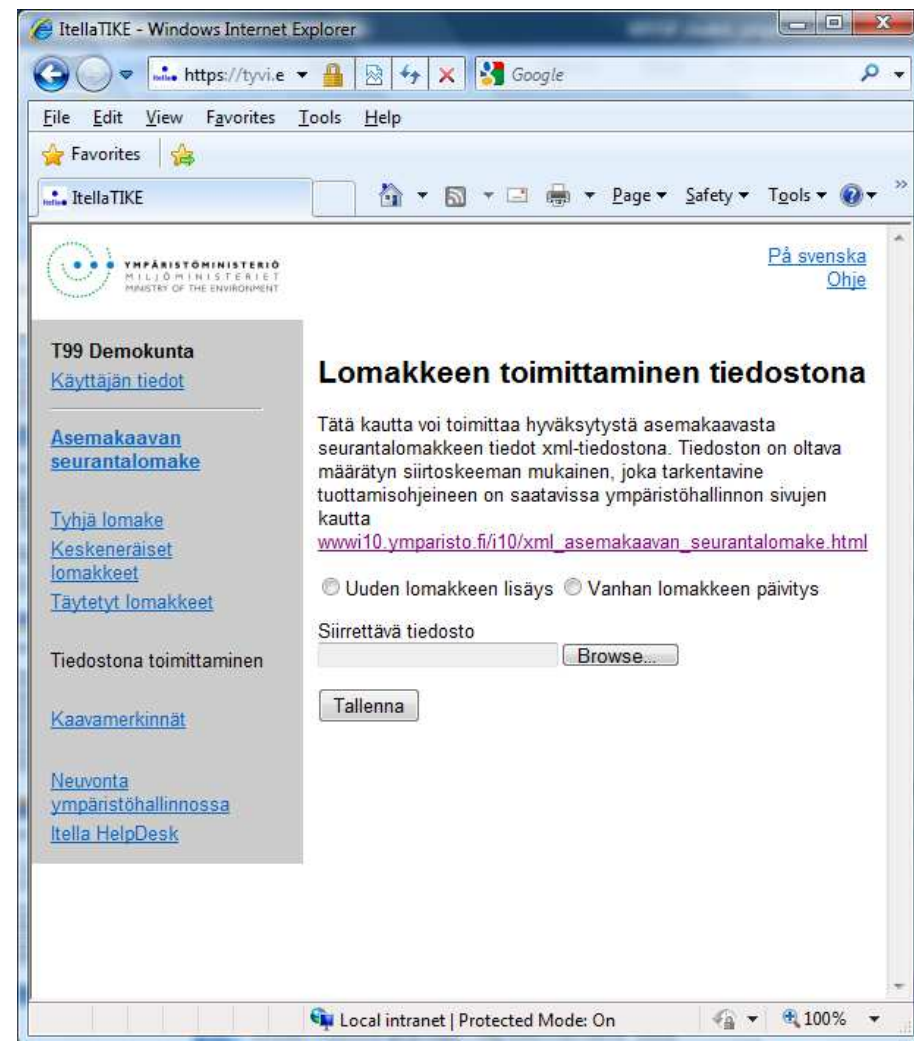 ItellaTIKE - Windows Internet Explorer
https://tyvi.e
Google
File Edit View Favorites Tools Help
Favorites
ItellaTIKE
Page Safety Tools
YMPÄRISTÖMINISTERIÖ
MILJÖMINISTERIET
MINISTRY OF THE ENVIRONMENT
På svenska
Ohje
T99 Demokunta
Käyttäjän tiedot
Asemakaavan
seurantalomake
Tyhjä lomake
Keskeneräiset
lomakkeet
Täytetyt lomakkeet
Tiedostona toimittaminen
Kaavamerkinnät
Neuvonta
ympäristöhallinnossa
Itella HelpDesk
Lomakkeen toimittaminen tiedostona
Tätä kautta voi toimittaa hyväksytystä asemakaavasta
seurantalomakkeen tiedot xml-tiedostona. Tiedoston on oltava
määrätyn siirtoskeeman mukainen, joka tarkentavine
tuottamisohjeineen on saatavissa ympäristöhallinnon sivujen
kautta
wwwi10.ymparisto.fi/i10/xml_asemakaavan_seurantalomake.html
Uuden lomakkeen lisäys Vanhan lomakkeen päivitys
Siirrettävä tiedosto
Browse...
Tallenna
Local intranet | Protected Mode: On 100%